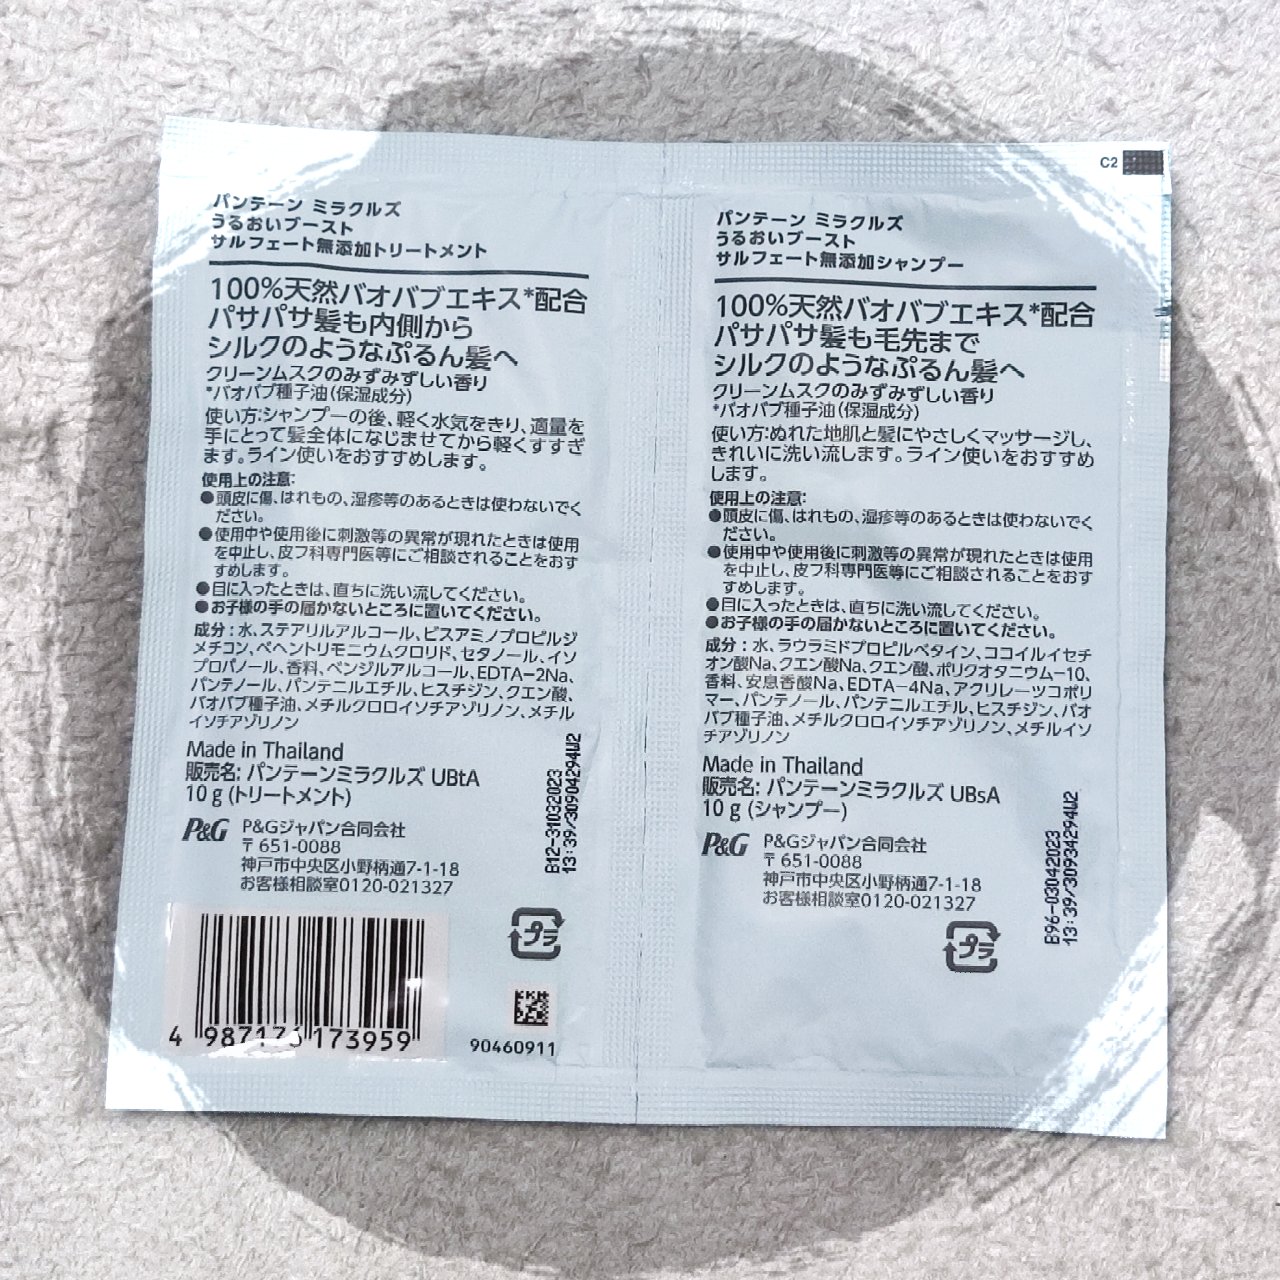 パンテーン ミラクルズ
うるおいブースト
サルフェート無添加トリートメント
100%天然バオバブエキス*配合
パサパサ髪も内側から
シルクのようなぷるん髪へ
クリーンムスクのみずみずしい香り
*バオバブ種子油(保湿成分)
使い方:シャンプーの後、軽く水気をきり、適量を
手にとって髪全体になじませてから軽くすすぎ
ます。ライン使いをおすすめします。
使用上の注意:
●頭皮に傷、はれもの、湿疹等のあるときは使わないでく
ださい。
●使用中や使用後に刺激等の異常が現れたときは使用
を中止し、皮フ科専門医等にご相談されることをおす
すめします。
●目に入ったときは、直ちに洗い流してください。
●お子様の手の届かないところに置いてください。
成分:水、ステアリルアルコール、ビスアミノプロピルジ
メチコン、ベヘントリモニウムクロリド、セタノール、イソ
プロパノール、香料、ベンジルアルコール、EDTA-2Na、
パンテノール、パンテニルエチル、ヒスチジン、クエン酸、
バオバブ種子油、メチルクロロイソチアゾリノン、メチル
イソチアゾリノン
Made in Thailand
販売名: パンテーンミラクルズ UBtA
10 g (トリートメント)
P&G
P&Gジャパン合同会社
〒651-0088
神戸市中央区小野柄通7-1-18
お客様相談室0120-021327
B12-31032023
13:39/30904294W2
プラ
4 987176 173959
90460911
C2
パンテーン ミラクルズ
うるおいブースト
サルフェート無添加シャンプー
100%天然バオバブエキス*配合
パサパサ髪も毛先まで
シルクのようなぷるん髪へ
クリーンムスクのみずみずしい香り
*バオバブ種子油(保湿成分)
使い方:ぬれた地肌と髪にやさしくマッサージし、
きれいに洗い流します。ライン使いをおすすめ
します。
使用上の注意:
●頭皮に傷、はれもの、湿疹等のあるときは使わないでく
ださい。
●使用中や使用後に刺激等の異常が現れたときは使用
を中止し、皮フ科専門医等にご相談されることをおす
すめします。
●目に入ったときは、直ちに洗い流してください。
●お子様の手の届かないところに置いてください。
成分:水、ラウラミドプロピルベタイン、ココイルイセチ
オン酸Na、クエン酸Na、クエン酸、ポリクオタニウム-10、
香料、安息香酸Na、EDTA-4Na、アクリレーツコポリ
マー、パンテノール、パンテニルエチル、ヒスチジン、バオ
バブ種子油、メチルクロロイソチアゾリノン、メチルイソ
チアゾリノン
Made in Thailand
販売名: パンテーンミラクルズ UBsA
10 g (シャンプー)
P&G
P&Gジャパン合同会社
〒651-0088
神戸市中央区小野柄通7-1-18
お客様相談室0120-021327
B96-03042023
13:39/30934294W2
プラ